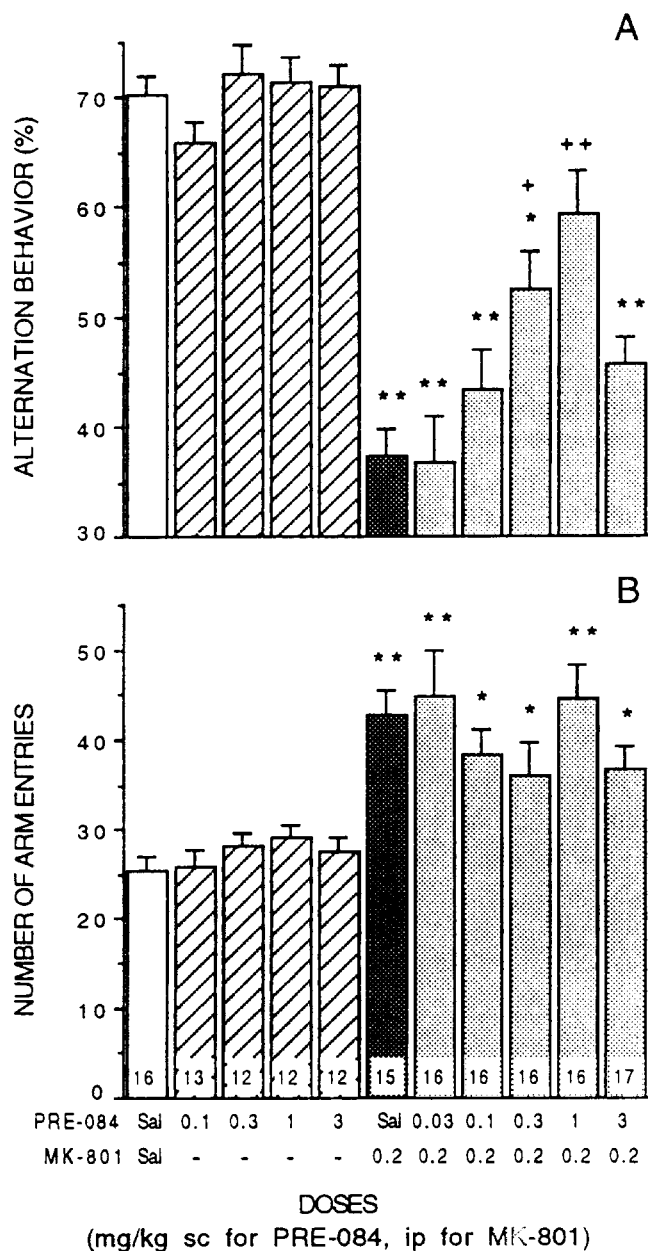 A
ALTERNATION BEHAVIOR (%)
70
60
50
40
30
** ** ** + * ++ **
B
NUMBER OF ARM ENTRIES
50
40
30
20
10
0
** ** * * ** *
16 13 12 12 12 15 16 16 16 16 17
PRE-084 Sal 0.1 0.3 1 3 Sal 0.03 0.1 0.3 1 3
MK-801 Sal - - - - 0.2 0.2 0.2 0.2 0.2 0.2
DOSES
(mg/kg sc for PRE-084, ip for MK-801)